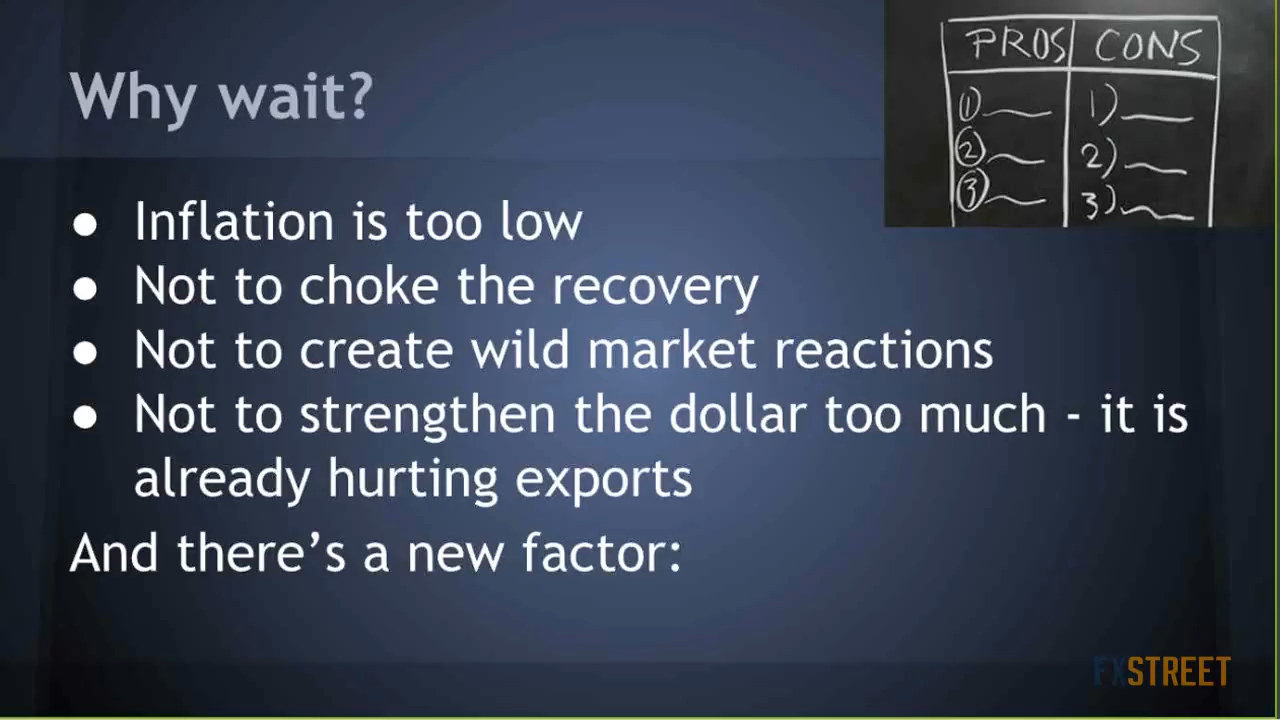 Why wait?
PROS CONS
① 1)
② 2)
③ 3)
● Inflation is too low
● Not to choke the recovery
● Not to create wild market reactions
● Not to strengthen the dollar too much - it is
already hurting exports
And there’s a new factor:
FXSTREET